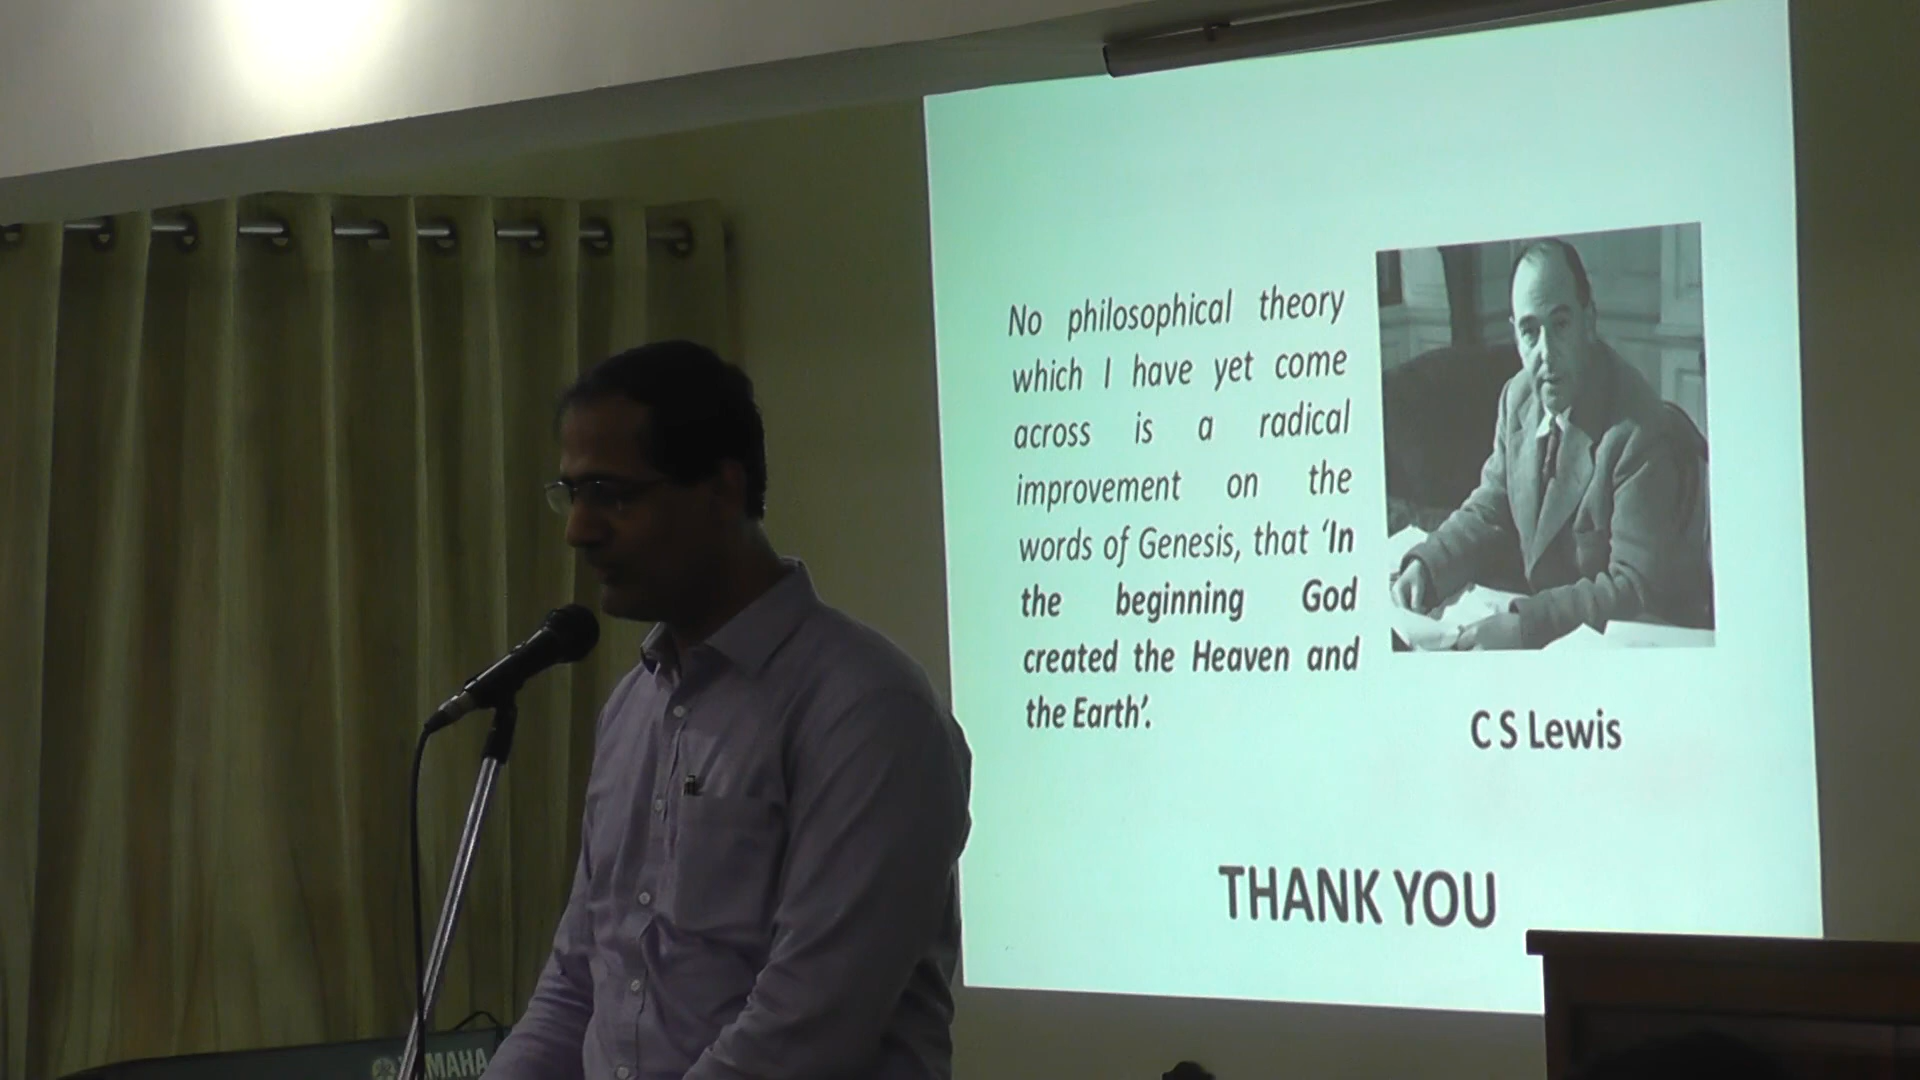 No philosophical theory
which I have yet come
across is a radical
improvement on the
words of Genesis, that ‘In
the beginning God
created the Heaven and
the Earth’.
C S Lewis
THANK YOU
YAMAHA